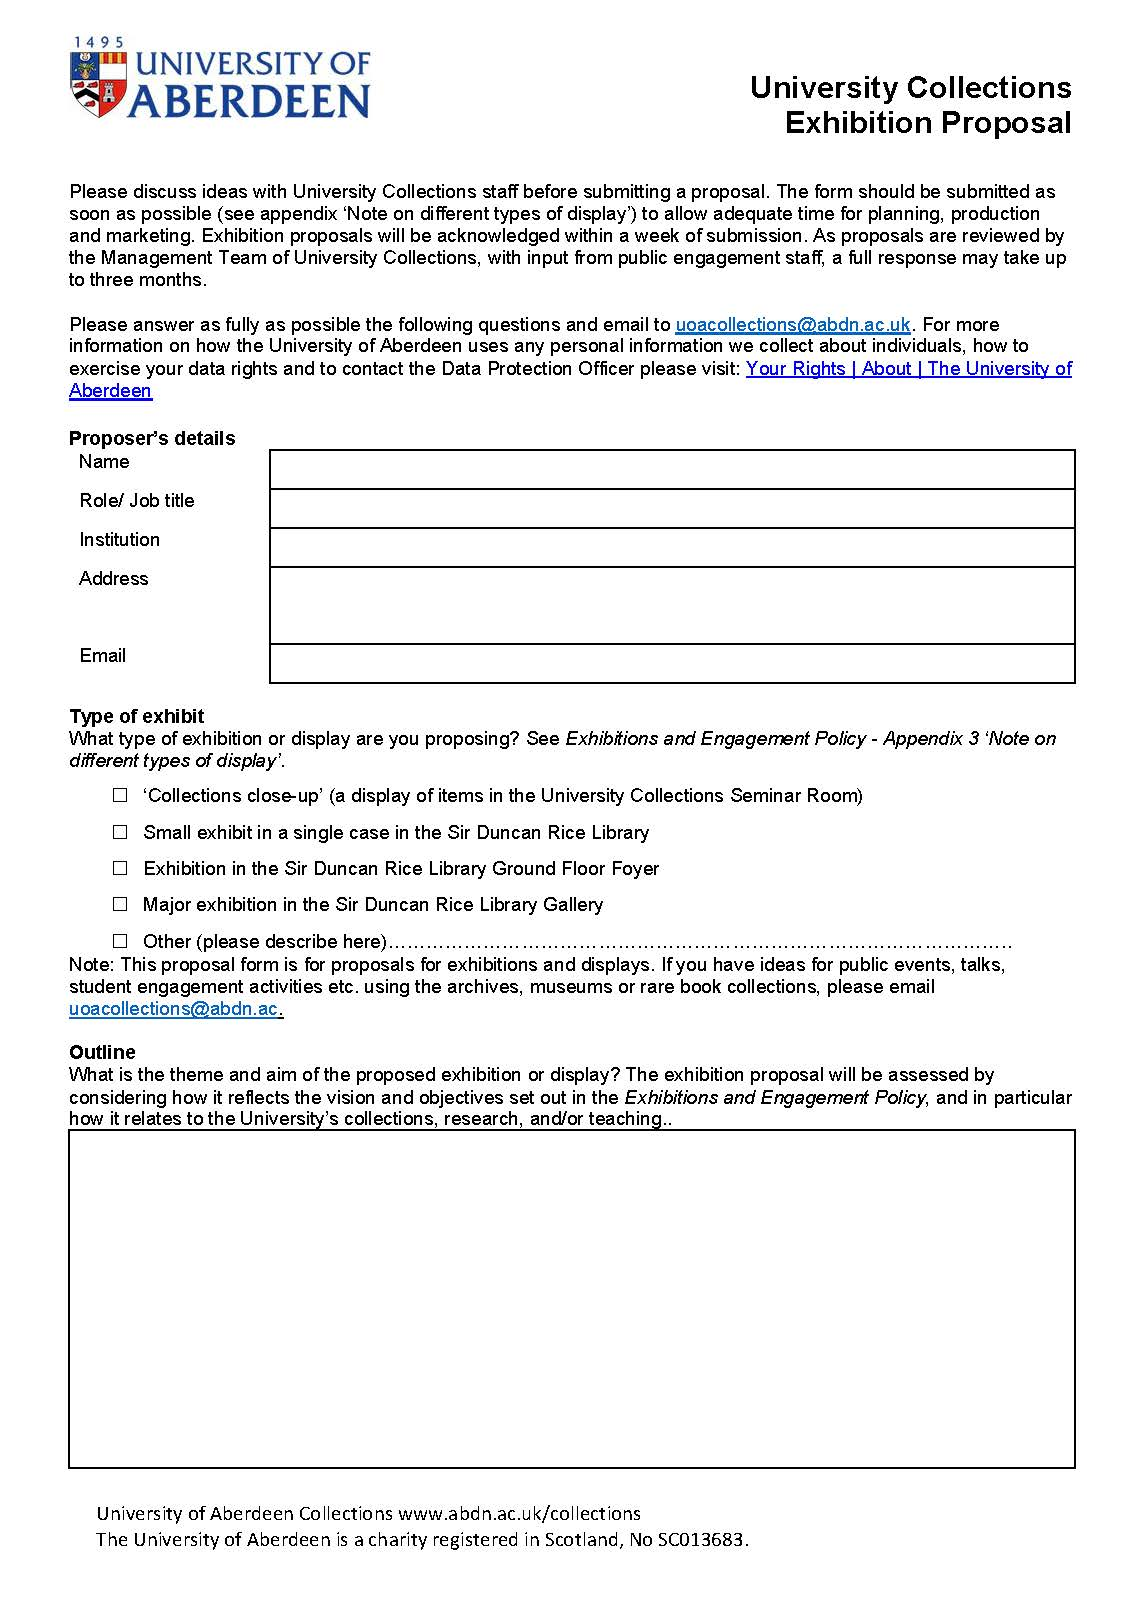 1495
UNIVERSITY OF
ABERDEEN
University Collections
Exhibition Proposal
Please discuss ideas with University Collections staff before submitting a proposal. The form should be submitted as
soon as possible (see appendix ‘Note on different types of display’) to allow adequate time for planning, production
and marketing. Exhibition proposals will be acknowledged within a week of submission. As proposals are reviewed by
the Management Team of University Collections, with input from public engagement staff, a full response may take up
to three months.
Please answer as fully as possible the following questions and email to uoacollections@abdn.ac.uk. For more
information on how the University of Aberdeen uses any personal information we collect about individuals, how to
exercise your data rights and to contact the Data Protection Officer please visit: Your Rights | About | The University of
Aberdeen
Proposer’s details
Name
Role/ Job title
Institution
Address
Email
Type of exhibit
What type of exhibition or display are you proposing? See Exhibitions and Engagement Policy - Appendix 3 ‘Note on
different types of display’.
☐ ‘Collections close-up’ (a display of items in the University Collections Seminar Room)
☐ Small exhibit in a single case in the Sir Duncan Rice Library
☐ Exhibition in the Sir Duncan Rice Library Ground Floor Foyer
☐ Major exhibition in the Sir Duncan Rice Library Gallery
☐ Other (please describe here)…………………………………………………………………………………….
Note: This proposal form is for proposals for exhibitions and displays. If you have ideas for public events, talks,
student engagement activities etc. using the archives, museums or rare book collections, please email
uoacollections@abdn.ac.
Outline
What is the theme and aim of the proposed exhibition or display? The exhibition proposal will be assessed by
considering how it reflects the vision and objectives set out in the Exhibitions and Engagement Policy, and in particular
how it relates to the University’s collections, research, and/or teaching..
University of Aberdeen Collections www.abdn.ac.uk/collections
The University of Aberdeen is a charity registered in Scotland, No SC013683.